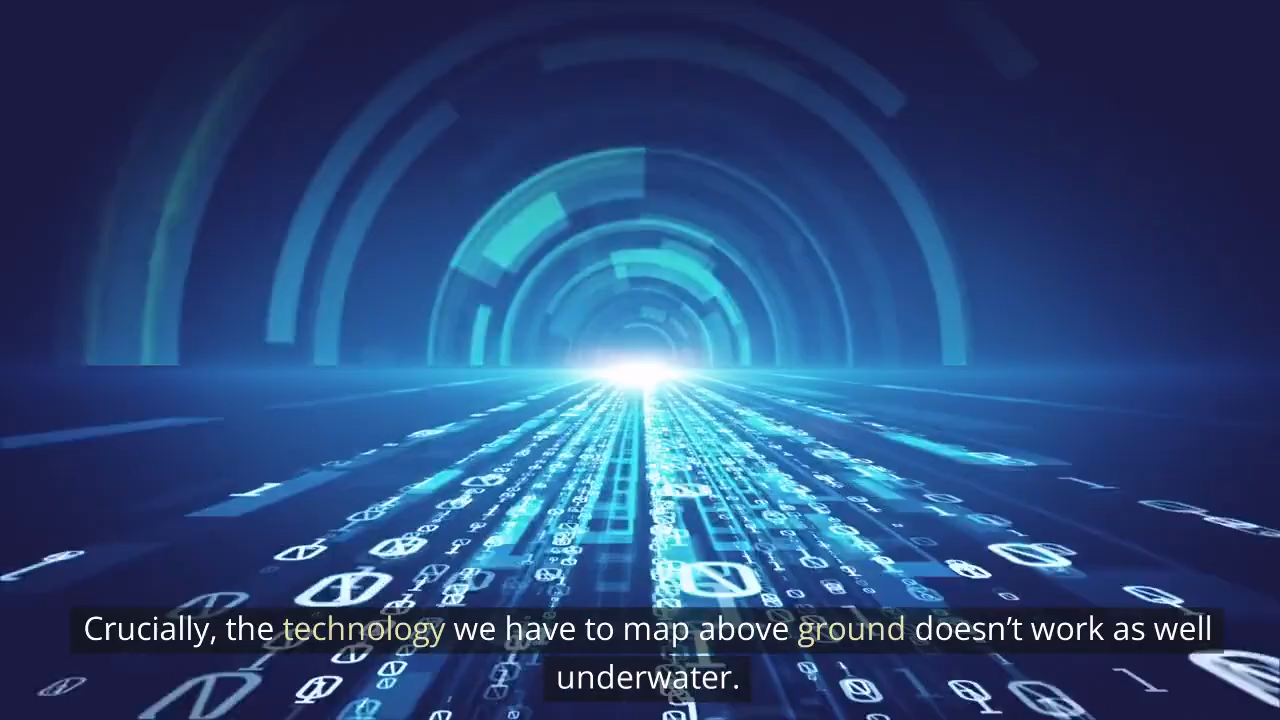 Crucially, the technology we have to map above ground doesn’t work as well
underwater.